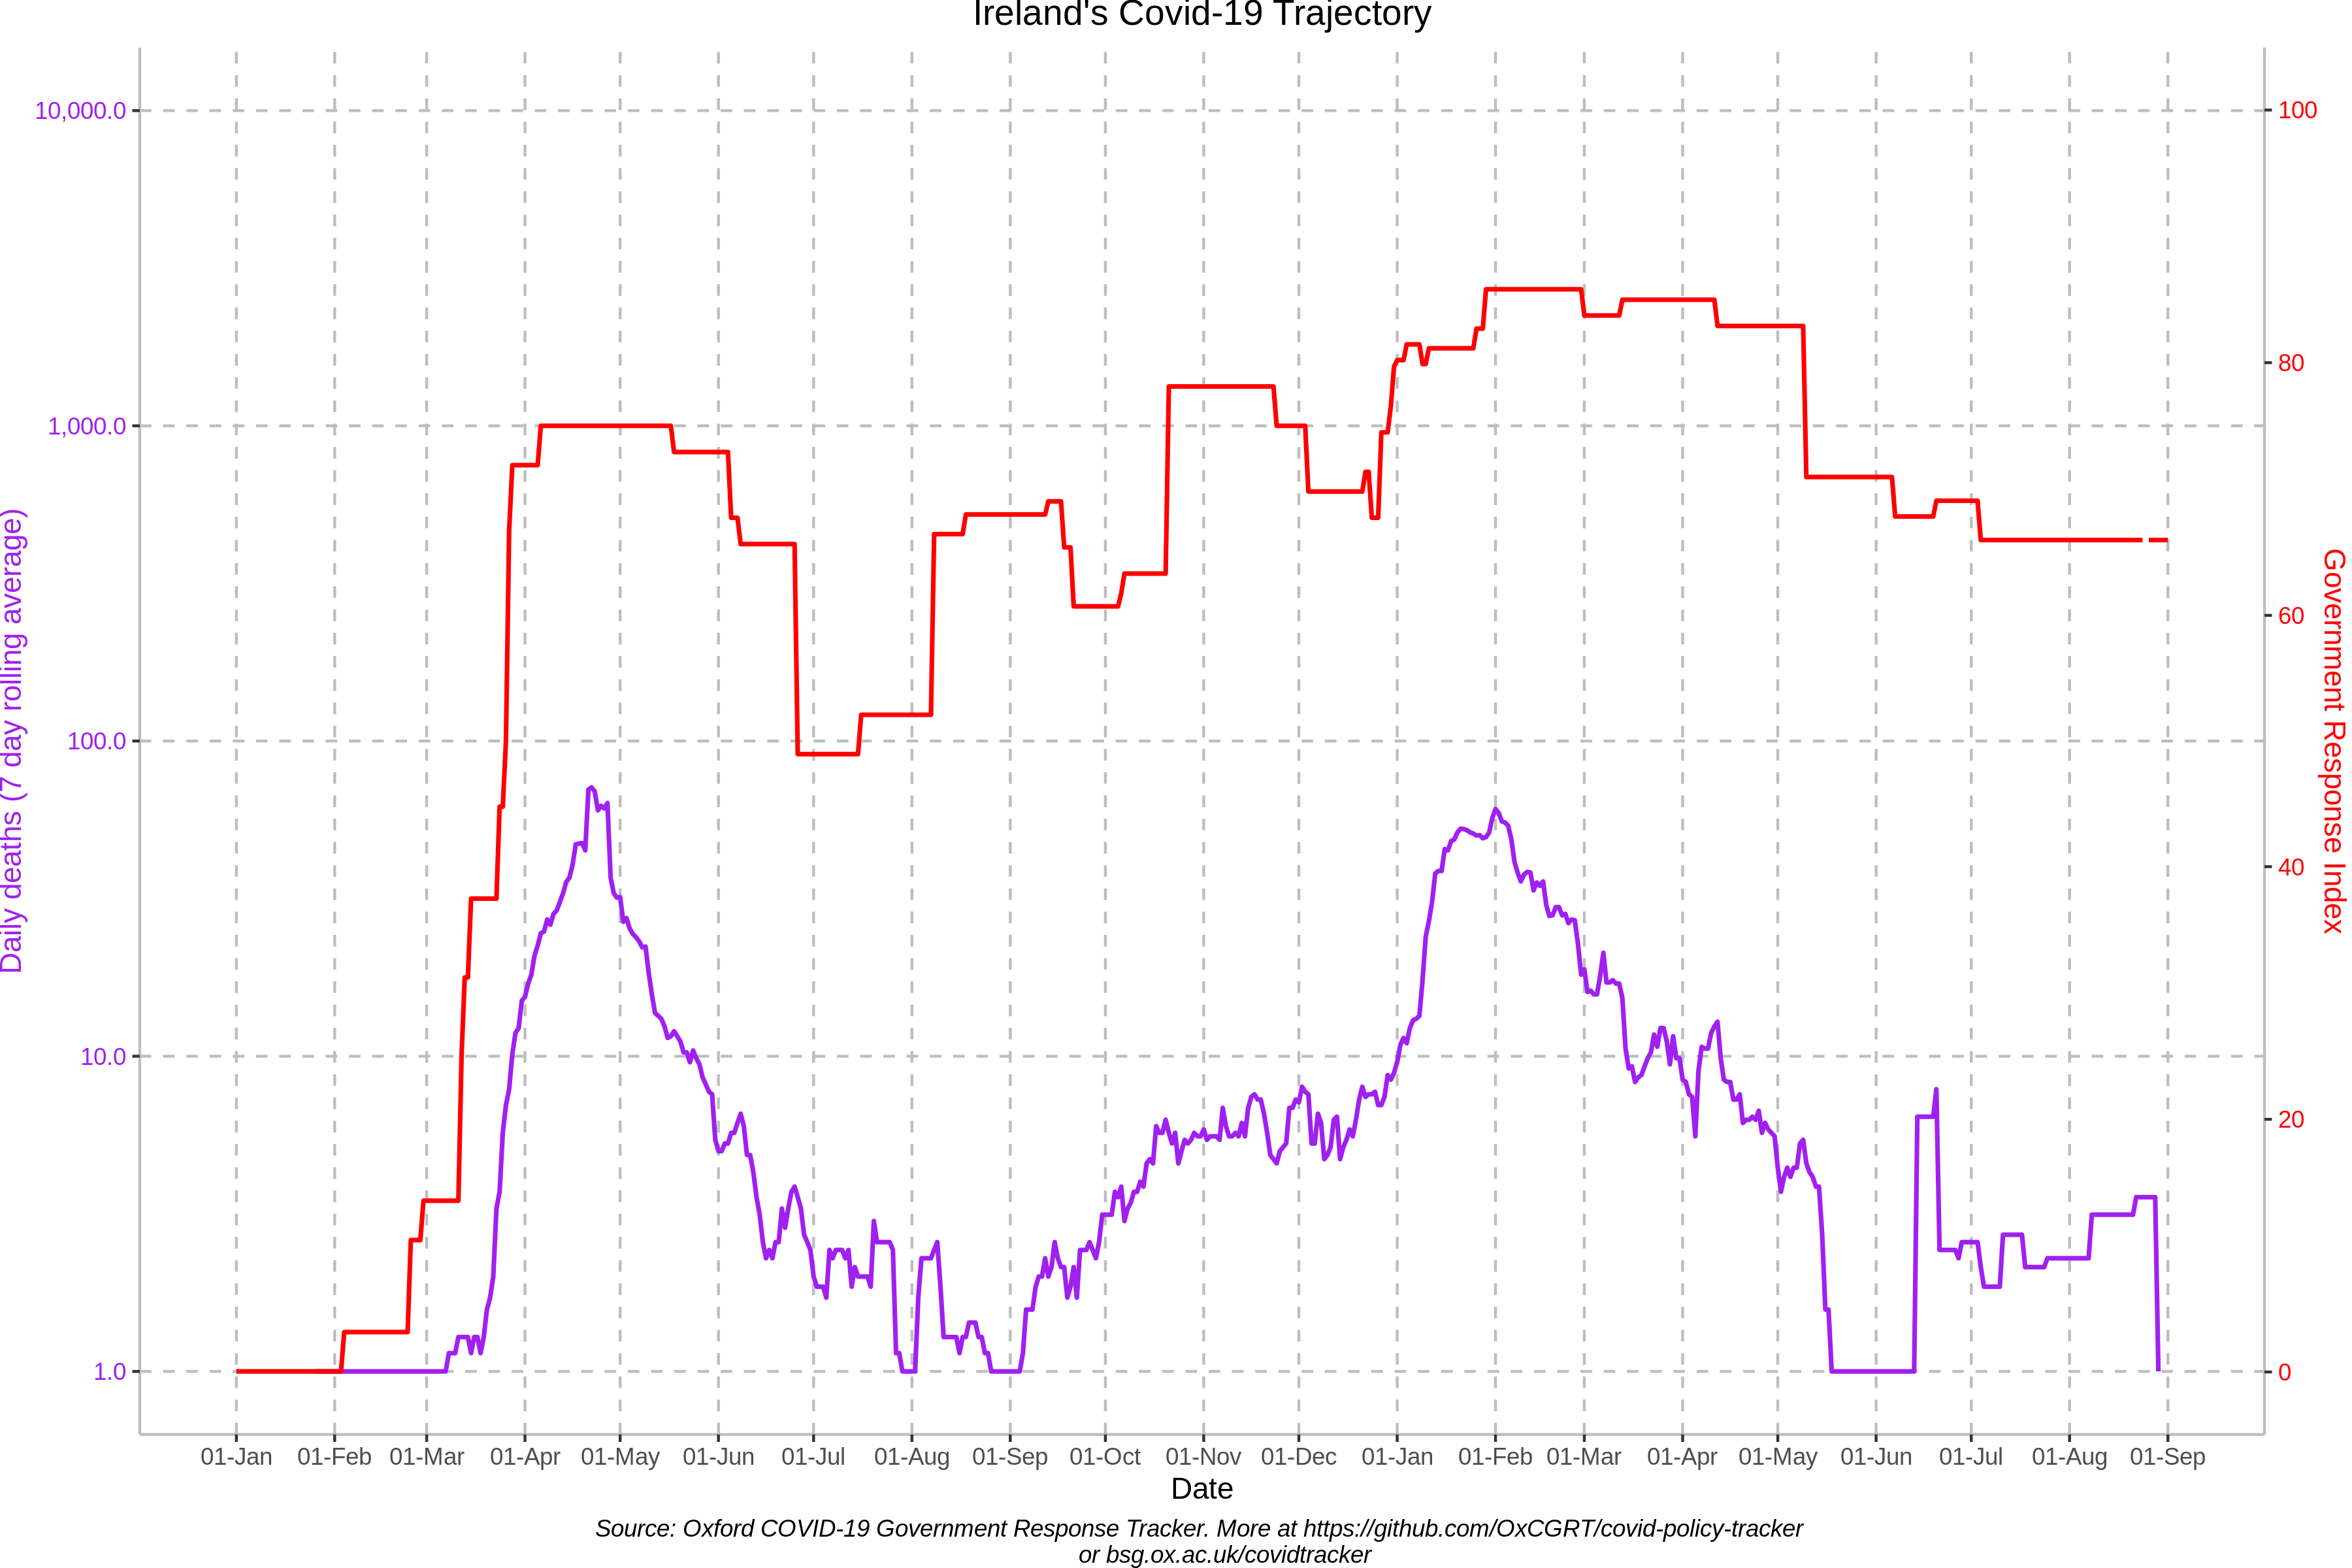 Ireland's Covid-19 Trajectory
10,000.0
1,000.0
100.0
10.0
1.0
Daily deaths (7 day rolling average)
100
80
60
40
20
0
Government Response Index
01-Jan 01-Feb 01-Mar 01-Apr 01-May 01-Jun 01-Jul 01-Aug 01-Sep 01-Oct 01-Nov 01-Dec 01-Jan 01-Feb 01-Mar 01-Apr 01-May 01-Jun 01-Jul 01-Aug 01-Sep
Date
Source: Oxford COVID-19 Government Response Tracker. More at https://github.com/OxCGRT/covid-policy-tracker
or bsg.ox.ac.uk/covidtracker